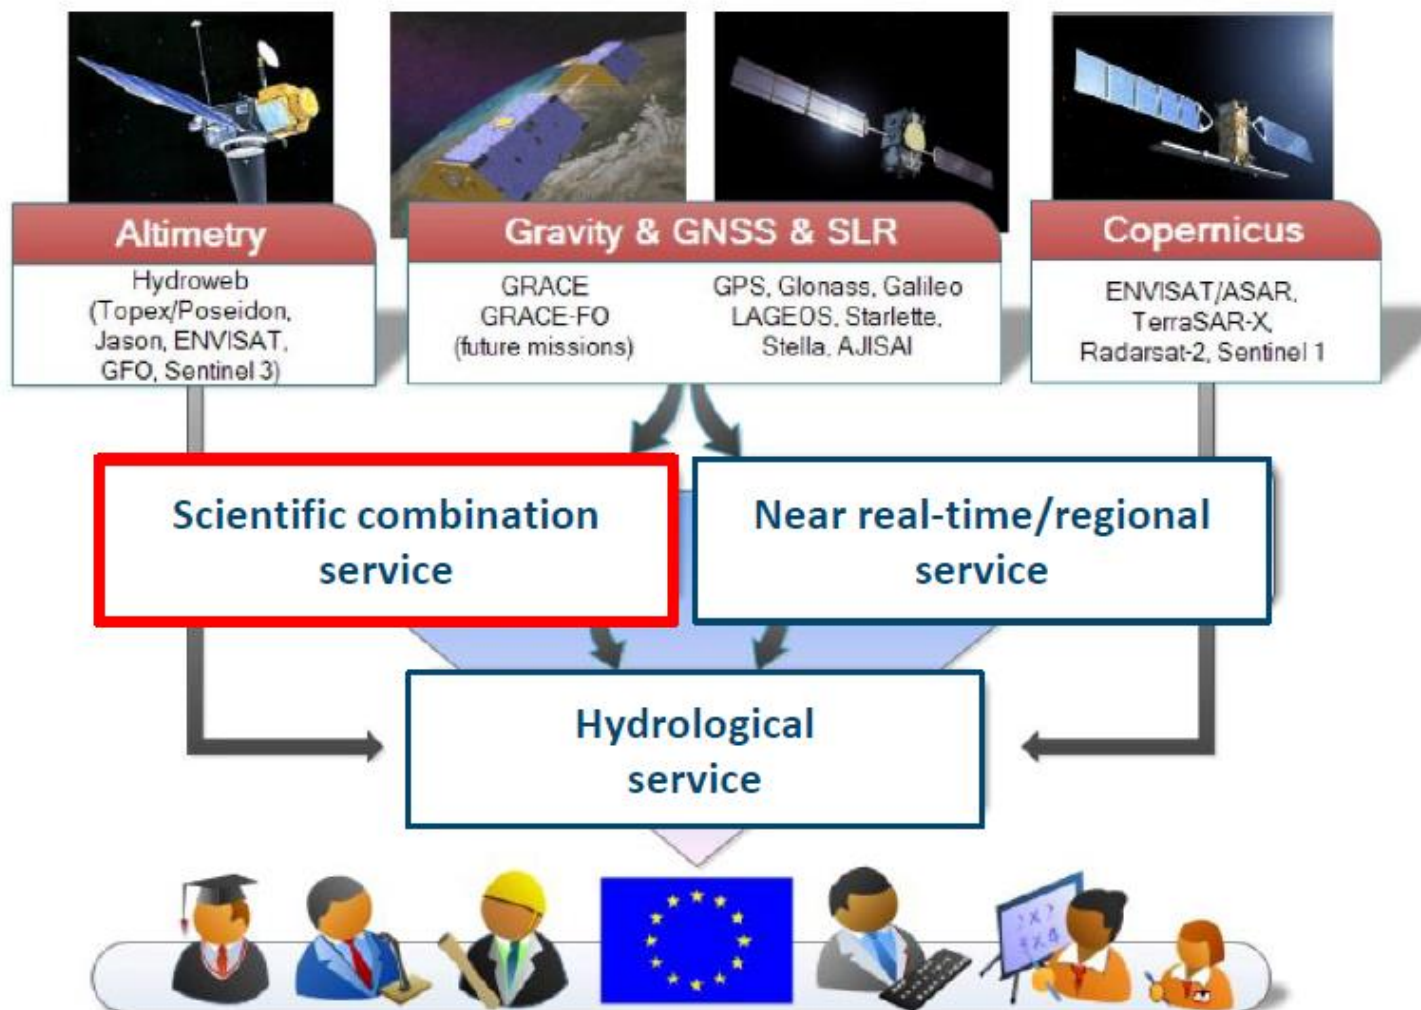 Altimetry
Hydroweb
(Topex/Poseidon,
Jason, ENVISAT,
GFO, Sentinel 3)
Gravity & GNSS & SLR
GRACE
GRACE-FO
(future missions)
GPS, Glonass, Galileo
LAGEOS, Starlette,
Stella, AJISAI
Copernicus
ENVISAT/ASAR,
TerraSAR-X,
Radarsat-2, Sentinel 1
Scientific combination
service
Near real-time/regional
service
Hydrological
service